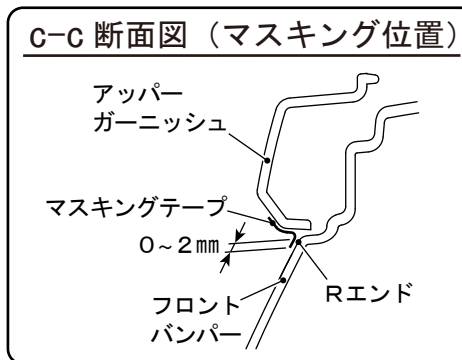 C-C 断面図（マスキング位置）
アッパー
ガーニッシュ
マスキングテープ
0~2㎜
Rエンド
フロント
バンパー